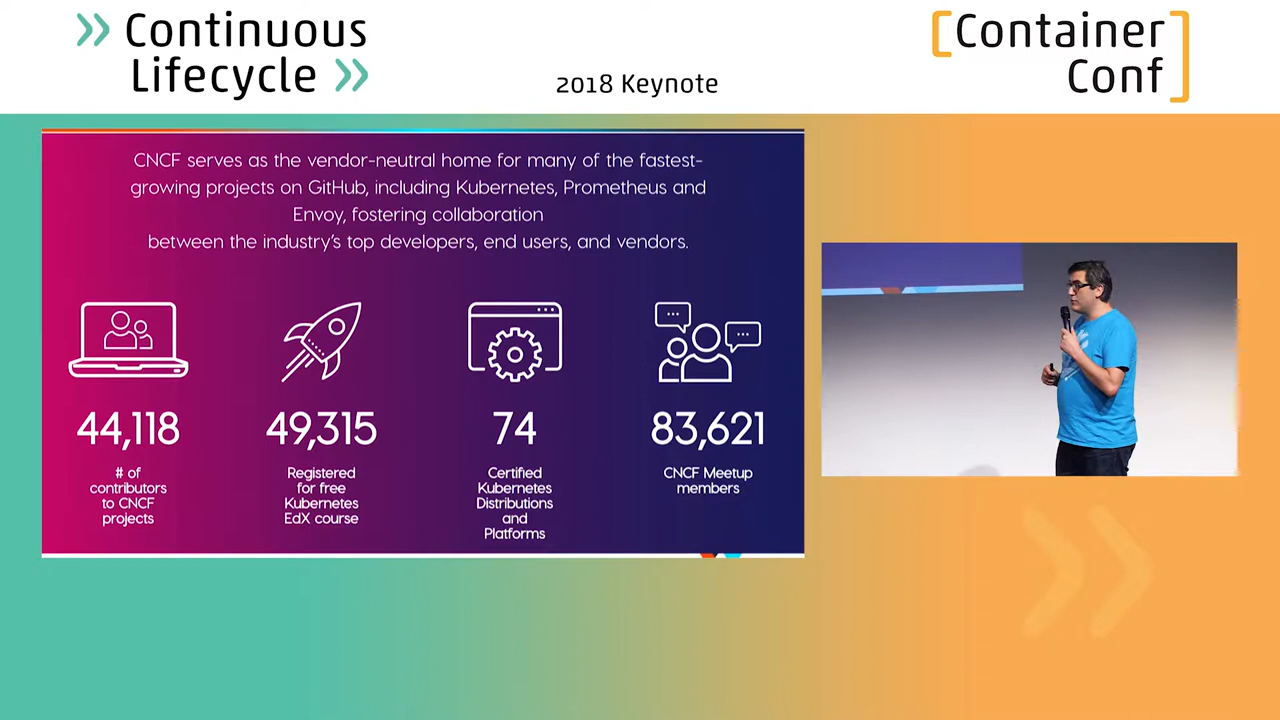 Continuous
Lifecycle
2018 Keynote
[Container
Conf]
CNCF serves as the vendor-neutral home for many of the fastest-
growing projects on GitHub, including Kubernetes, Prometheus and
Envoy, fostering collaboration
between the industry's top developers, end users, and vendors.
44,118
# of
contributors
to CNCF
projects
49,315
Registered
for free
Kubernetes
EdX course
74
Certified
Kubernetes
Distributions
and
Platforms
83,621
CNCF Meetup
members